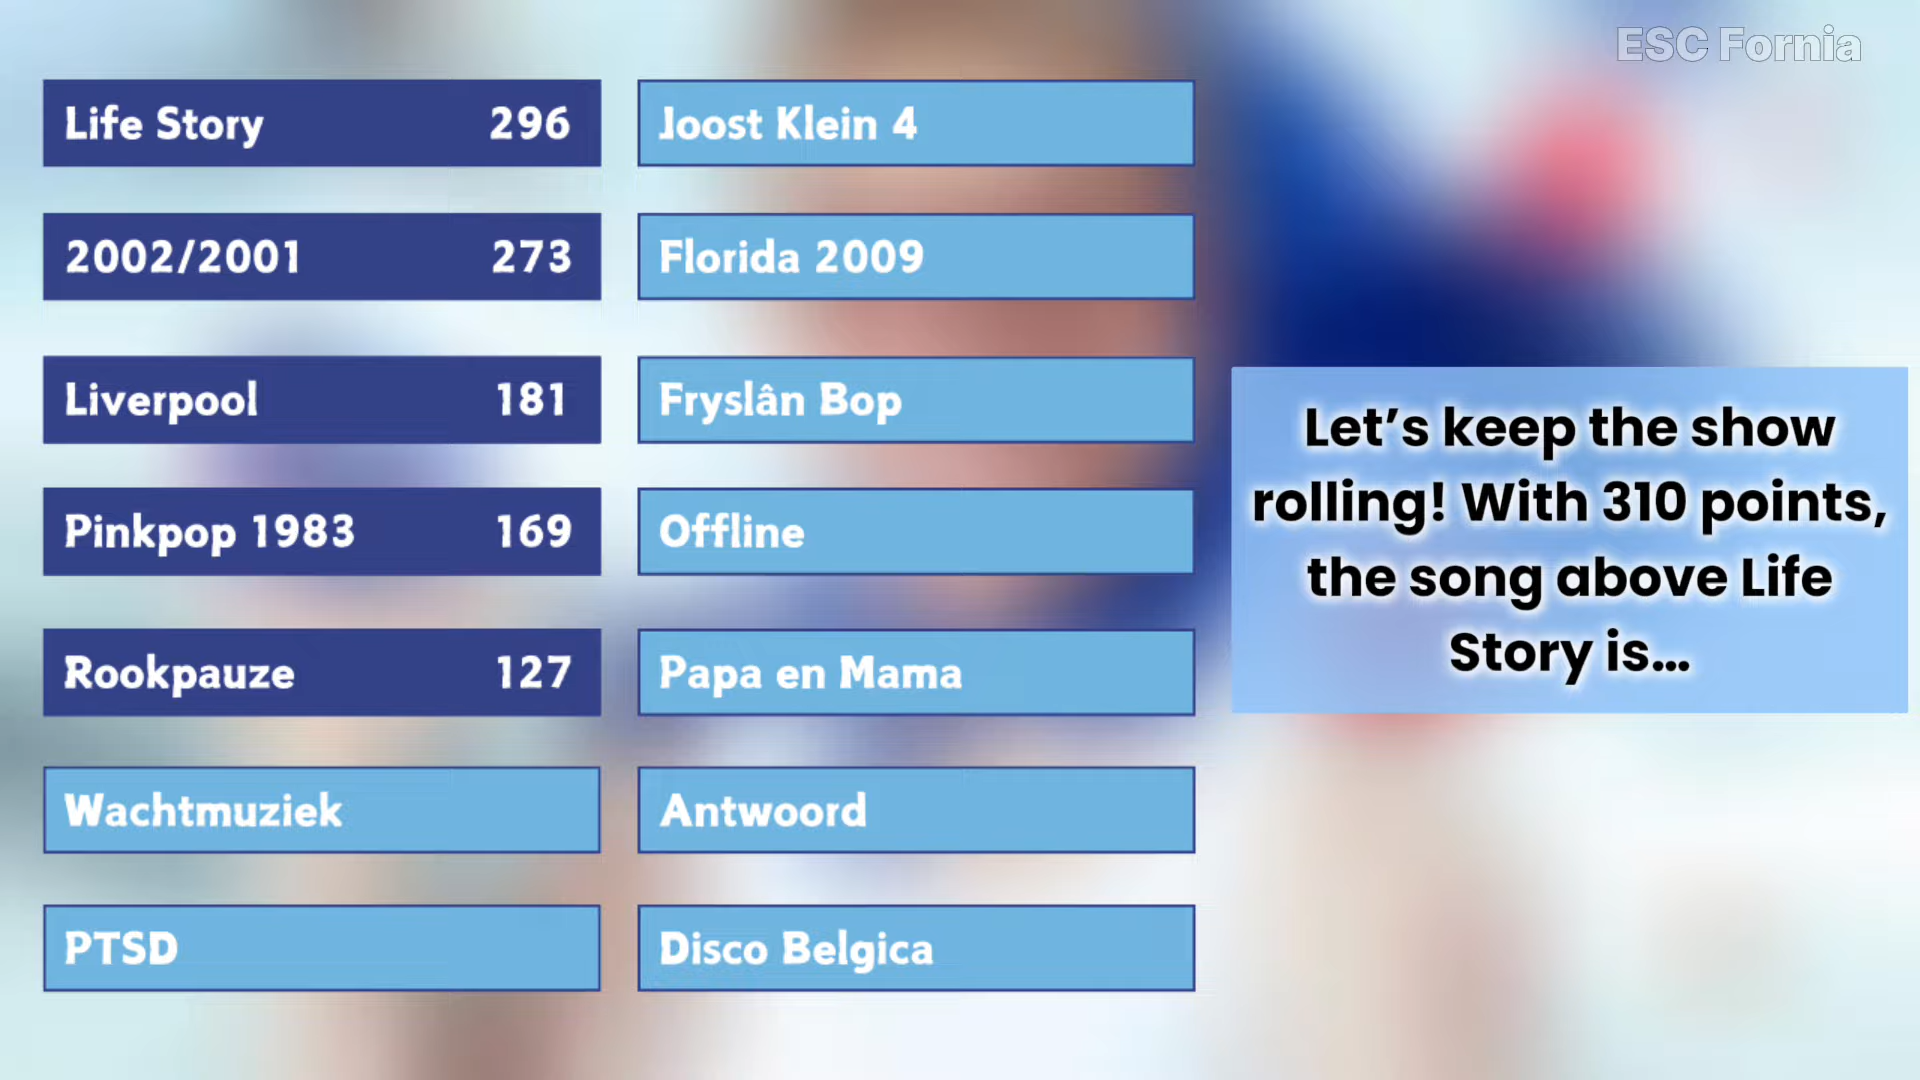 ESC Fornia
Life Story 296
2002/2001 273
Liverpool 181
Pinkpop 1983 169
Rookpauze 127
Wachtmuziek
PTSD
Joost Klein 4
Florida 2009
Fryslân Bop
Offline
Papa en Mama
Antwoord
Disco Belgica
Let's keep the show
rolling! With 310 points,
the song above Life
Story is...